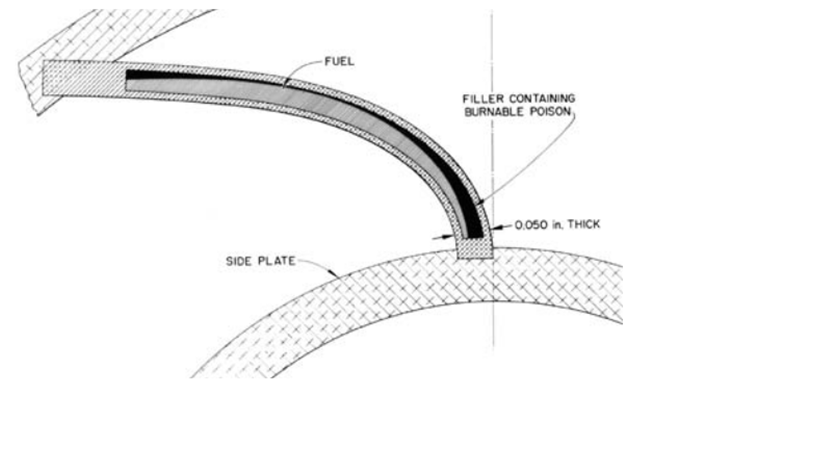 FUEL
FILLER CONTAINING
BURNABLE POISON
0.050 in. THICK
SIDE PLATE